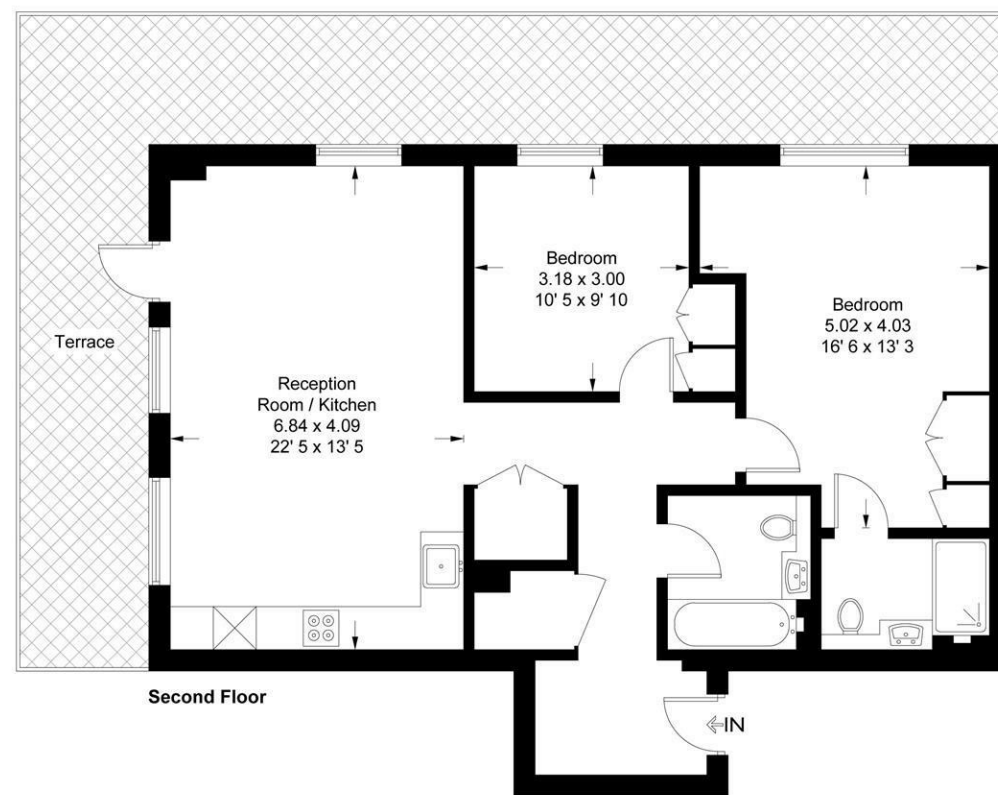 Bedroom
3.18 x 3.00
10' 5 x 9' 10
Bedroom
5.02 x 4.03
16' 6 x 13' 3
Terrace
Reception
Room / Kitchen
6.84 x 4.09
22' 5 x 13' 5
Second Floor
IN